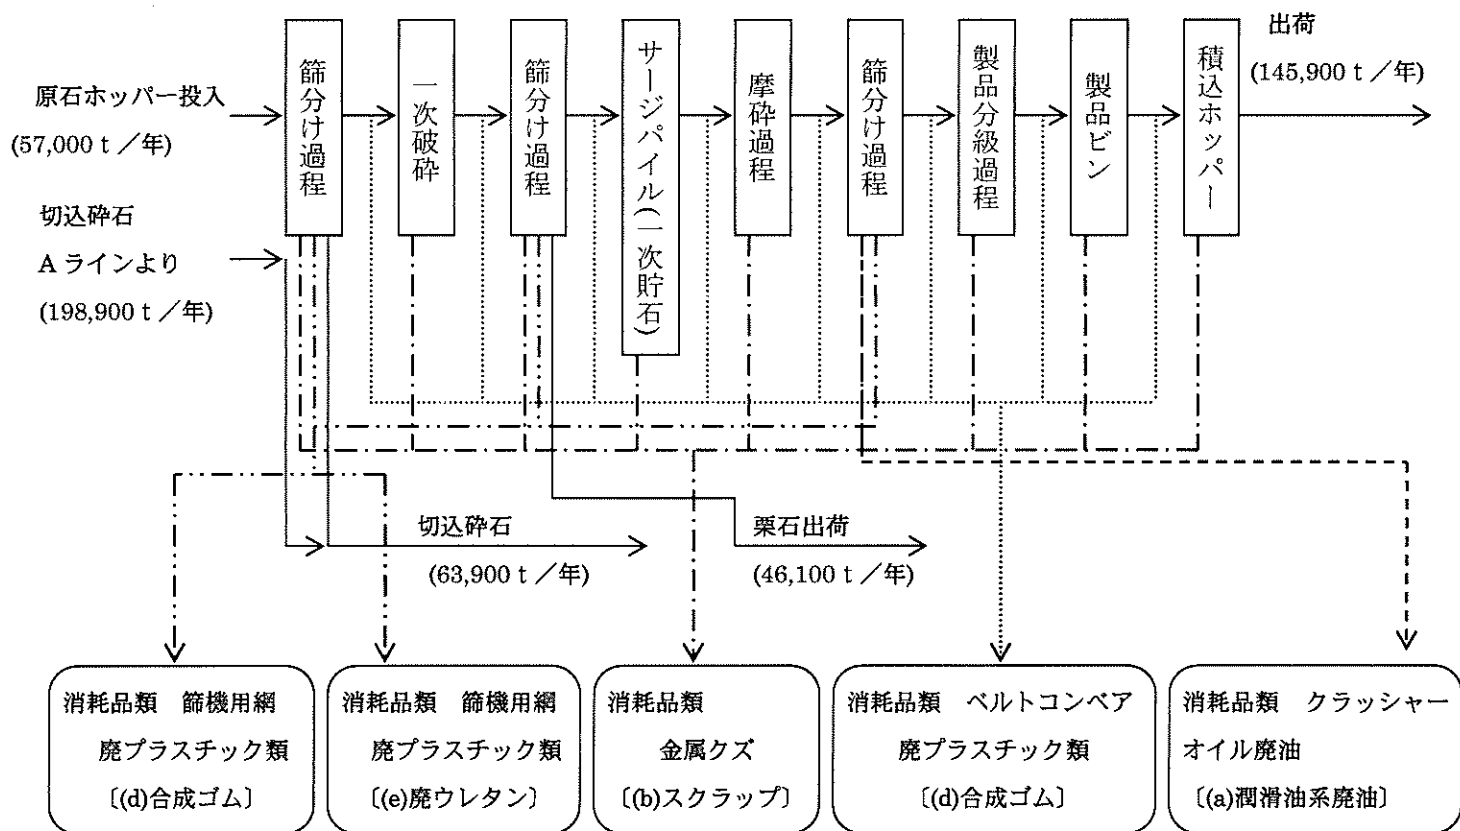 出荷
(145,900 t ／年)
原石ホッパー投入
(57,000 t ／年)
切込砕石
A ラインより
(198,900 t ／年)
篩分け過程
一次破砕
篩分け過程
サージパイル(一次貯石)
摩砕過程
篩分け過程
製品分級過程
製品ビン
積込ホッパー
切込砕石
(63,900 t ／年)
栗石出荷
(46,100 t ／年)
消耗品類　篩機用網
廃プラスチック類
〔(d)合成ゴム〕
消耗品類　篩機用網
廃プラスチック類
〔(e)廃ウレタン〕
消耗品類
金属クズ
〔(b)スクラップ〕
消耗品類　ベルトコンベア
廃プラスチック類
〔(d)合成ゴム〕
消耗品類　クラッシャー
オイル廃油
〔(a)潤滑油系廃油〕